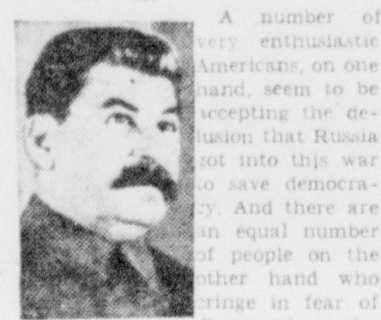 A number of
very enthusiastic
Americans, on one
hand, seem to be
accepting the de-
lusion that Russia
got into this war
to save democra-
cy. And there are
an equal number
of people on the
other hand who
cringe in fear of